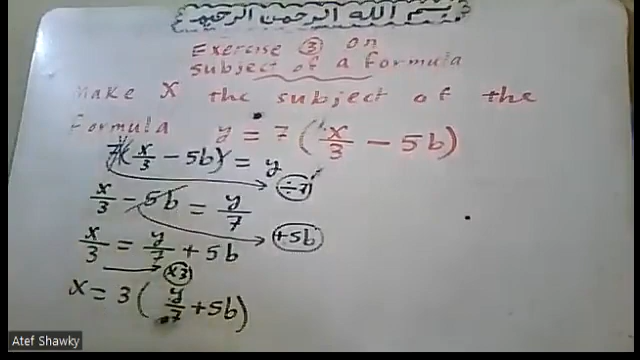 بسم الله الرحمن الرحيم
Exercise ③ on
subject of a formula
Make X the subject of the
formula y = 7 ( x/3 - 5b )
7( x/3 - 5b ) = y
÷7
x/3 - 5b = y/7
+5b
x/3 = y/7 + 5b
x3
x = 3 ( y/7 + 5b )
Atef Shawky